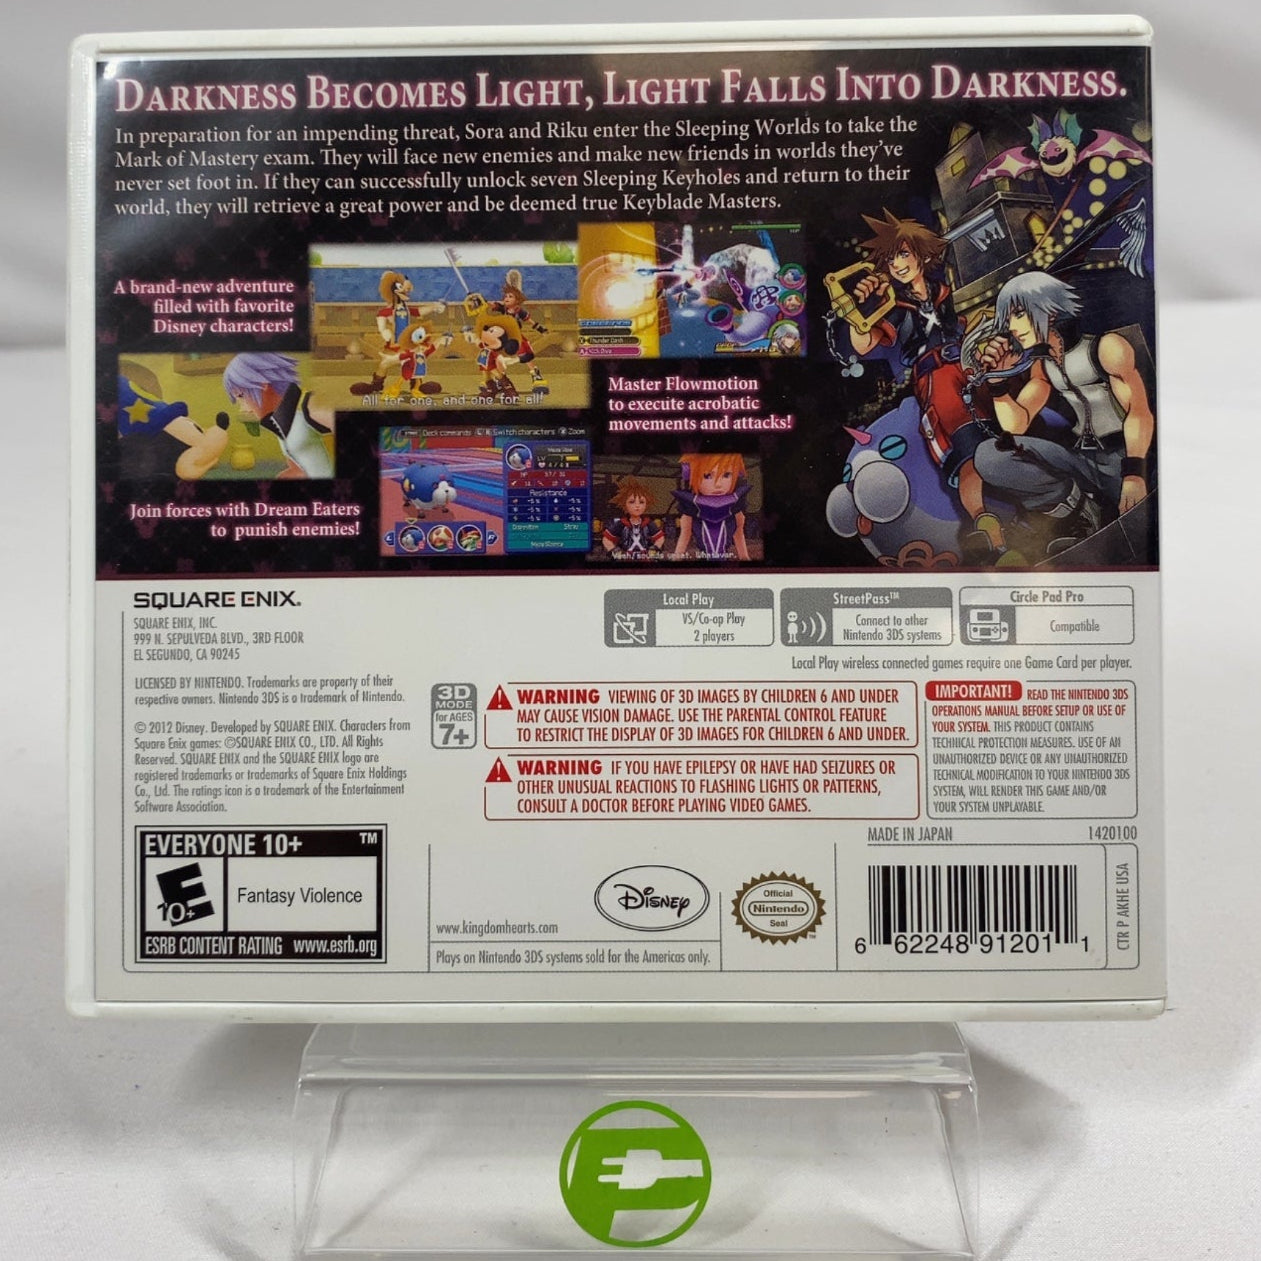 DARKNESS BECOMES LIGHT, LIGHT FALLS INTO DARKNESS.
In preparation for an impending threat, Sora and Riku enter the Sleeping Worlds to take the
Mark of Mastery exam. They will face new enemies and make new friends in worlds they've
never set foot in. If they can successfully unlock seven Sleeping Keyholes and return to their
world, they will retrieve a great power and be deemed true Keyblade Masters.
A brand-new adventure
filled with favorite
Disney characters!
All for one, and one for all!
Master Flowmotion
to execute acrobatic
movements and attacks!
Deck commands
Switch characters
Zoom
Resistance
Join forces with Dream Eaters
to punish enemies!
SQUARE ENIX.
SQUARE ENIX, INC.
999 N. SEPULVEDA BLVD., 3RD FLOOR
EL SEGUNDO, CA 90245
LICENSED BY NINTENDO. Trademarks are property of their
respective owners. Nintendo 3DS is a trademark of Nintendo.
© 2012 Disney. Developed by SQUARE ENIX. Characters from
Square Enix games: ©SQUARE ENIX CO., LTD. All Rights
Reserved. SQUARE ENIX and the SQUARE ENIX logo are
registered trademarks or trademarks of Square Enix Holdings
Co., Ltd. The ratings icon is a trademark of the Entertainment
Software Association.
Local Play
VS/Co-op Play
2 players
StreetPass™
Connect to other
Nintendo 3DS systems
Circle Pad Pro
Compatible
Local Play wireless connected games require one Game Card per player.
3D
MODE
for AGES
7+
WARNING VIEWING OF 3D IMAGES BY CHILDREN 6 AND UNDER
MAY CAUSE VISION DAMAGE. USE THE PARENTAL CONTROL FEATURE
TO RESTRICT THE DISPLAY OF 3D IMAGES FOR CHILDREN 6 AND UNDER.
WARNING IF YOU HAVE EPILEPSY OR HAVE HAD SEIZURES OR
OTHER UNUSUAL REACTIONS TO FLASHING LIGHTS OR PATTERNS,
CONSULT A DOCTOR BEFORE PLAYING VIDEO GAMES.
IMPORTANT! READ THE NINTENDO 3DS
OPERATIONS MANUAL BEFORE SETUP OR USE OF
YOUR SYSTEM. THIS PRODUCT CONTAINS
TECHNICAL PROTECTION MEASURES. USE OF AN
UNAUTHORIZED DEVICE OR ANY UNAUTHORIZED
TECHNICAL MODIFICATION TO YOUR NINTENDO 3DS
SYSTEM, WILL RENDER THIS GAME AND/OR
YOUR SYSTEM UNPLAYABLE.
MADE IN JAPAN
1420100
EVERYONE 10+ ™
E
10+
Fantasy Violence
ESRB CONTENT RATING www.esrb.org
www.kingdomhearts.com
Disney
Official
Nintendo
Seal
™
Plays on Nintendo 3DS systems sold for the Americas only.
6 62248 91201 1
CTR P AKHE USA